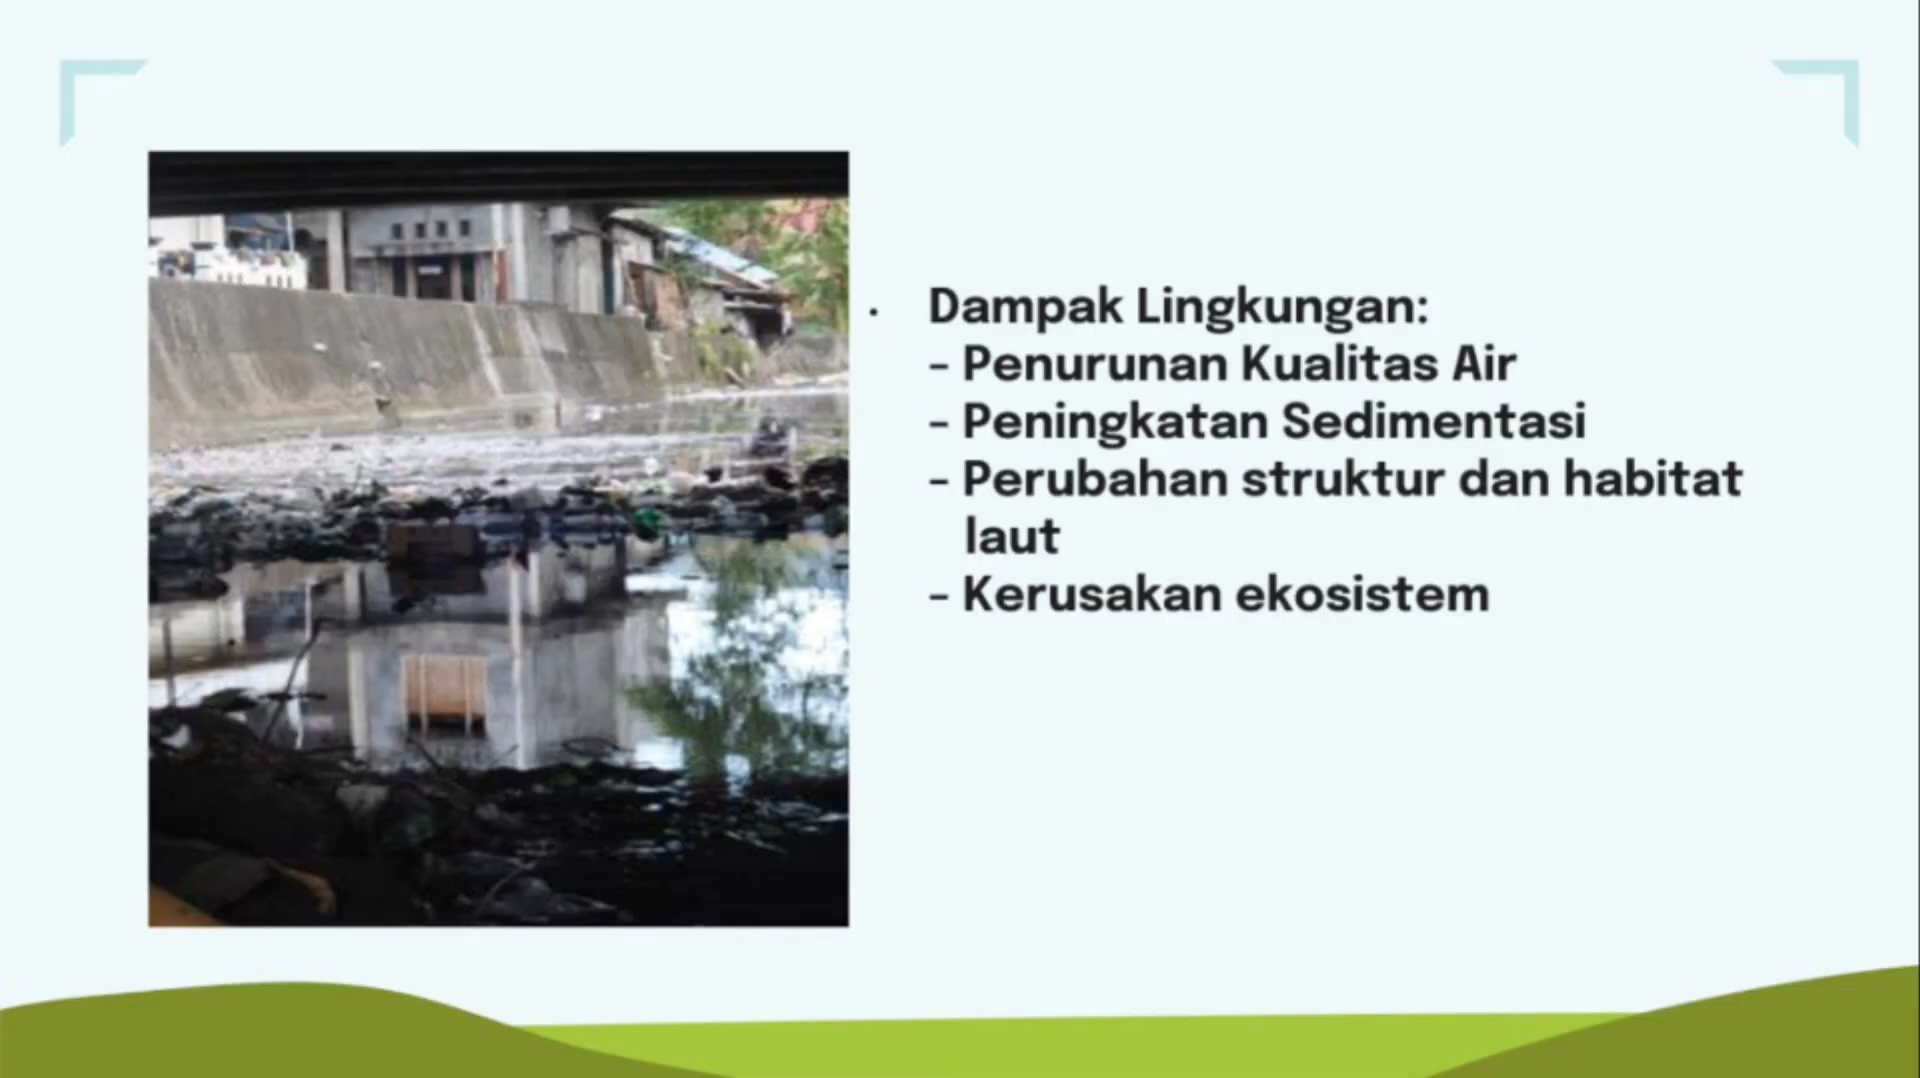 · Dampak Lingkungan:
– Penurunan Kualitas Air
– Peningkatan Sedimentasi
– Perubahan struktur dan habitat
laut
– Kerusakan ekosistem